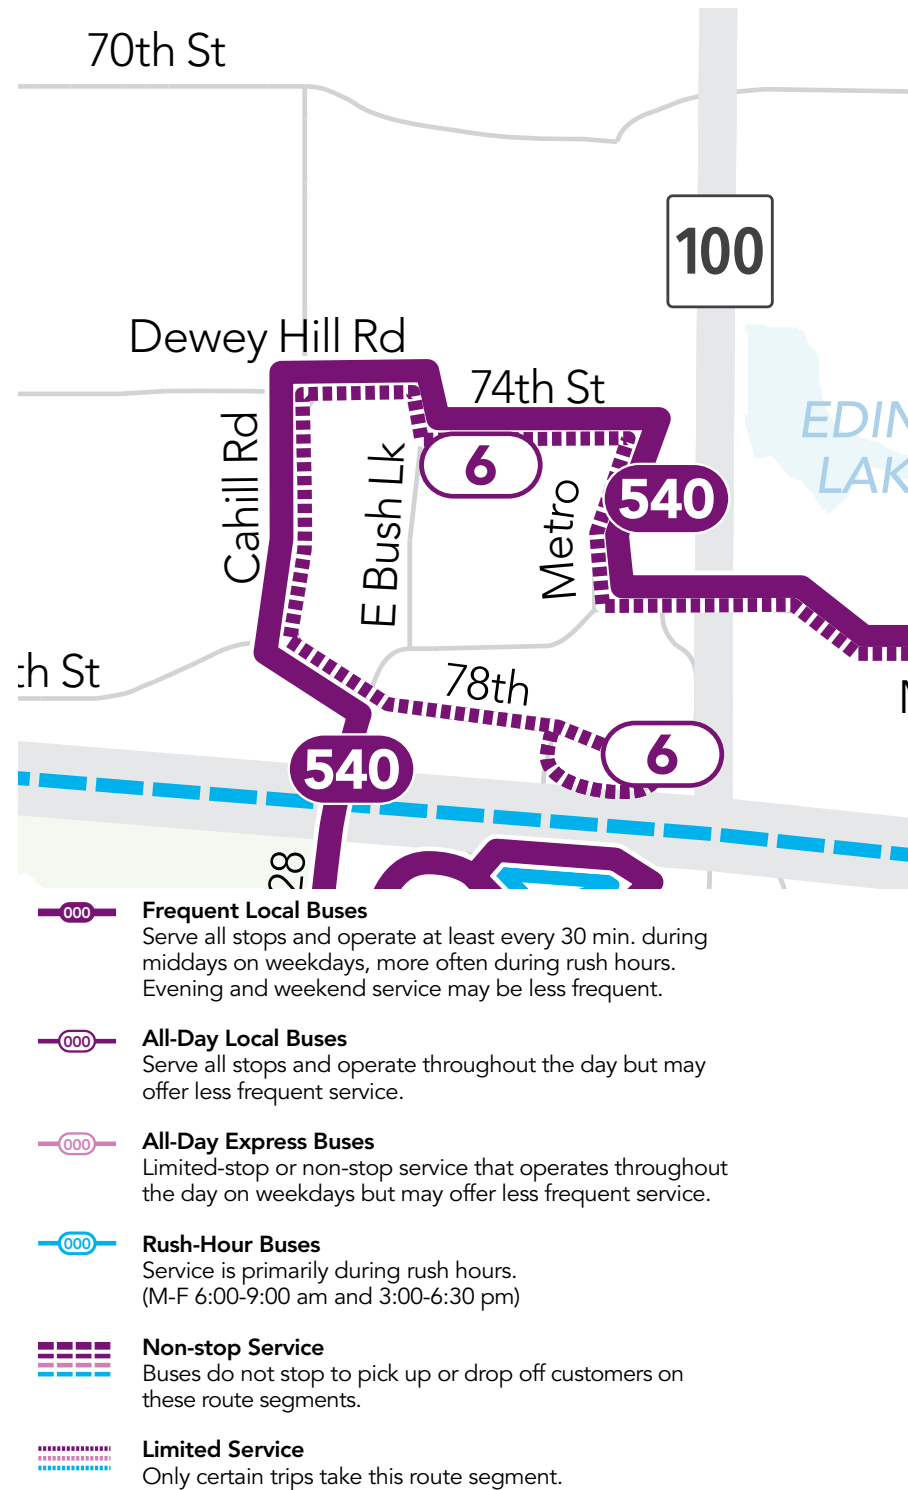 70th St
100
Dewey Hill Rd
74th St
EDIN
LAK
Cahill Rd
E Bush Lk
6
Metro
540
th St
78th
6
540
28
000
Frequent Local Buses
Serve all stops and operate at least every 30 min. during
middays on weekdays, more often during rush hours.
Evening and weekend service may be less frequent.
000
All-Day Local Buses
Serve all stops and operate throughout the day but may
offer less frequent service.
000
All-Day Express Buses
Limited-stop or non-stop service that operates throughout
the day on weekdays but may offer less frequent service.
000
Rush-Hour Buses
Service is primarily during rush hours.
(M-F 6:00-9:00 am and 3:00-6:30 pm)
Non-stop Service
Buses do not stop to pick up or drop off customers on
these route segments.
Limited Service
Only certain trips take this route segment.